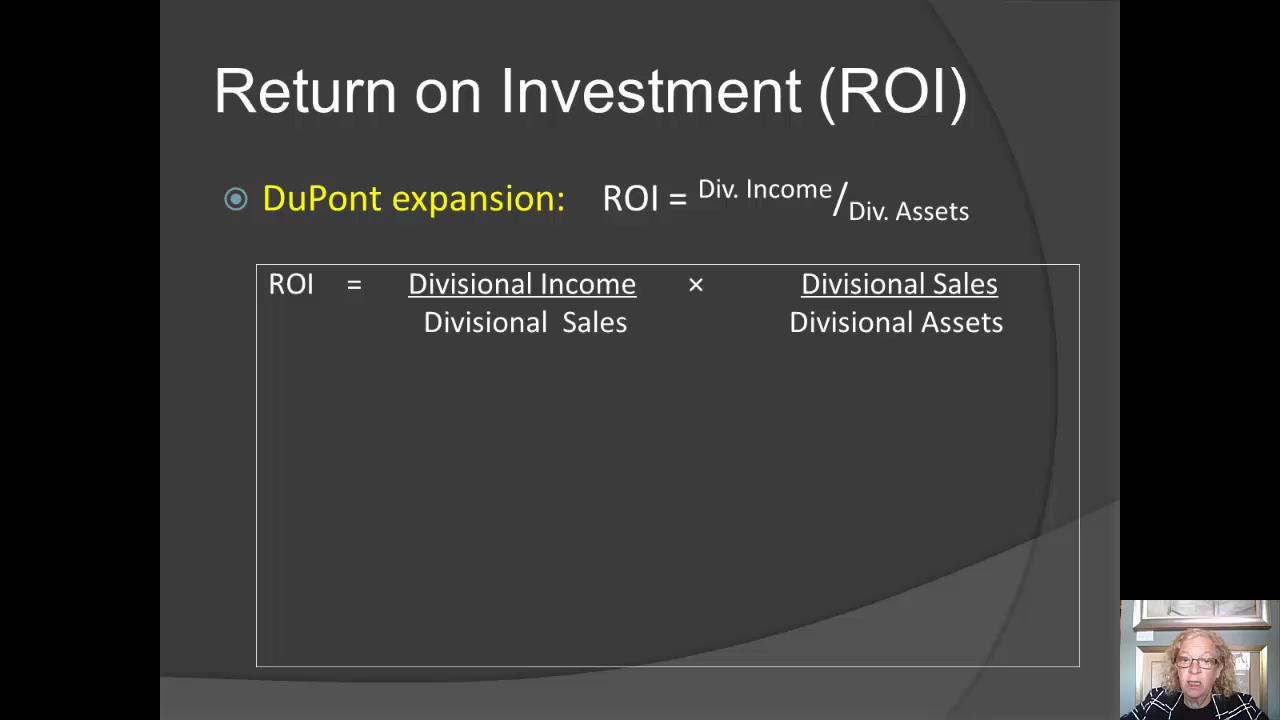 Return on Investment (ROI)
DuPont expansion: ROI = Div. Income/Div. Assets
ROI = Divisional Income × Divisional Sales
Divisional Sales Divisional Assets